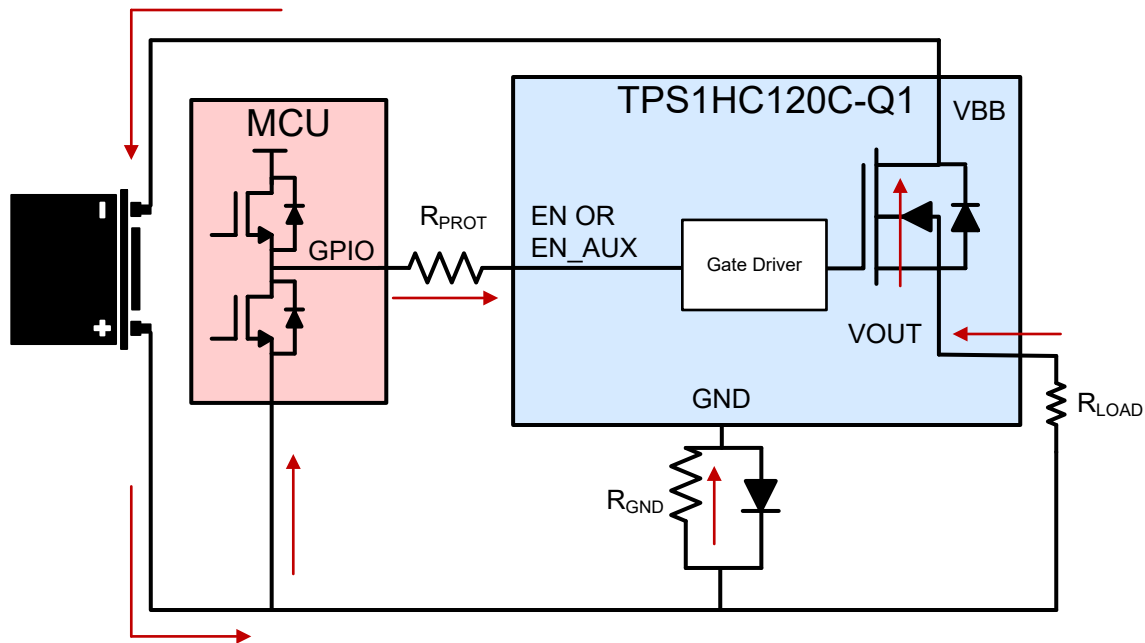 TPS1HC120C-Q1
MCU
VBB
-
RPROT
EN OR
EN_AUX
GPIO
Gate Driver
+
VOUT
GND
RLOAD
RGND